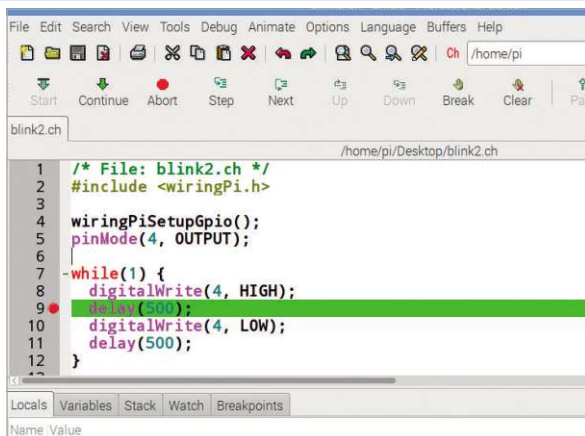 File Edit Search View Tools Debug Animate Options Language Buffers Help
Ch /home/pi
Start Continue Abort Step Next Up Down Break Clear
blink2.ch
/home/pi/Desktop/blink2.ch
1 /* File: blink2.ch */
2 #include <wiringPi.h>
3
4 wiringPiSetupGpio();
5 pinMode(4, OUTPUT);
6
7 -while(1) {
8 digitalWrite(4, HIGH);
9 delay(500);
10 digitalWrite(4, LOW);
11 delay(500);
12 }
Locals Variables Stack Watch Breakpoints
Name Value